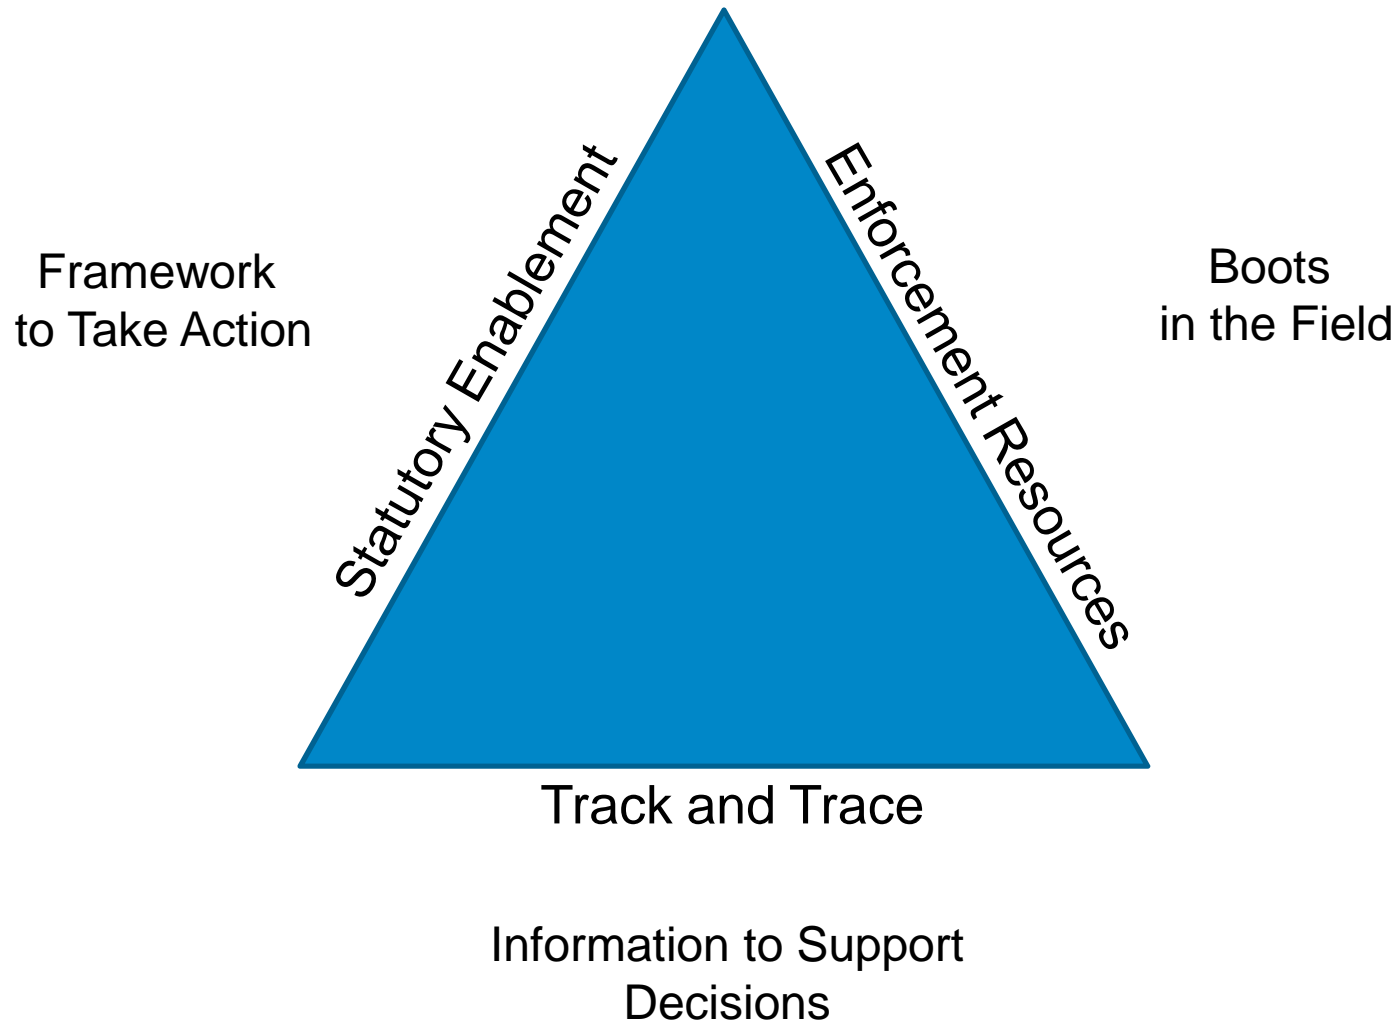 Statutory Enablement
Enforcement Resources
Framework
to Take Action
Boots
in the Field
Track and Trace
Information to Support
Decisions